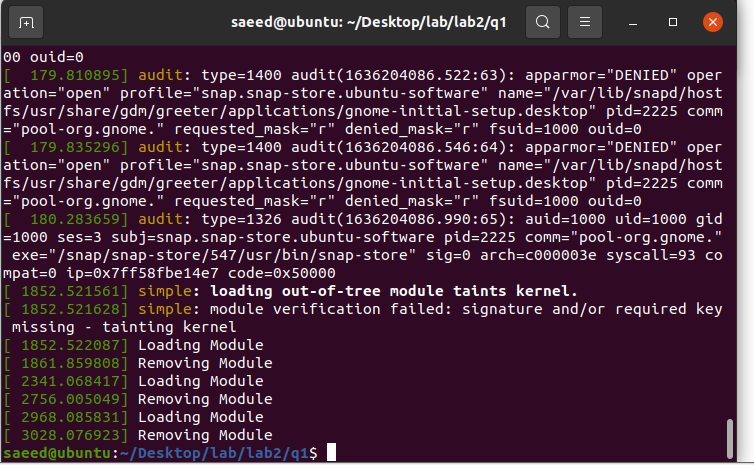 saeed@ubuntu: ~/Desktop/lab/lab2/q1
00 ouid=0
[  179.810895] audit: type=1400 audit(1636204086.522:63): apparmor="DENIED" oper
ation="open" profile="snap.snap-store.ubuntu-software" name="/var/lib/snapd/host
fs/usr/share/gdm/greeter/applications/gnome-initial-setup.desktop" pid=2225 comm
="pool-org.gnome." requested_mask="r" denied_mask="r" fsuid=1000 ouid=0
[  179.835296] audit: type=1400 audit(1636204086.546:64): apparmor="DENIED" oper
ation="open" profile="snap.snap-store.ubuntu-software" name="/var/lib/snapd/host
fs/usr/share/gdm/greeter/applications/gnome-initial-setup.desktop" pid=2225 comm
="pool-org.gnome." requested_mask="r" denied_mask="r" fsuid=1000 ouid=0
[  180.283659] audit: type=1326 audit(1636204086.990:65): auid=1000 uid=1000 gid
=1000 ses=3 subj=snap.snap-store.ubuntu-software pid=2225 comm="pool-org.gnome."
 exe="/snap/snap-store/547/usr/bin/snap-store" sig=0 arch=c000003e syscall=93 co
mpat=0 ip=0x7ff58fbe14e7 code=0x50000
[ 1852.521561] simple: loading out-of-tree module taints kernel.
[ 1852.521628] simple: module verification failed: signature and/or required key
 missing - tainting kernel
[ 1852.522087] Loading Module
[ 1861.859808] Removing Module
[ 2341.068417] Loading Module
[ 2756.005049] Removing Module
[ 2968.085831] Loading Module
[ 3028.076923] Removing Module
saeed@ubuntu:~/Desktop/lab/lab2/q1$